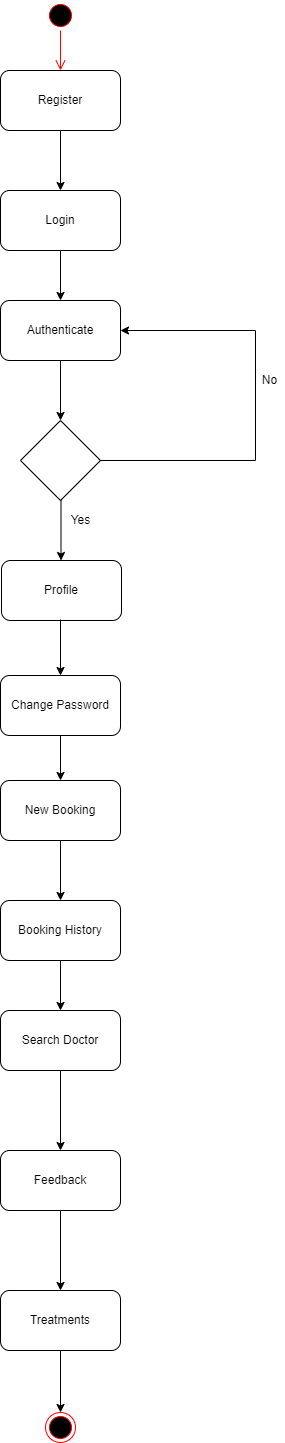 Register
Login
Authenticate
No
Yes
Profile
Change Password
New Booking
Booking History
Search Doctor
Feedback
Treatments